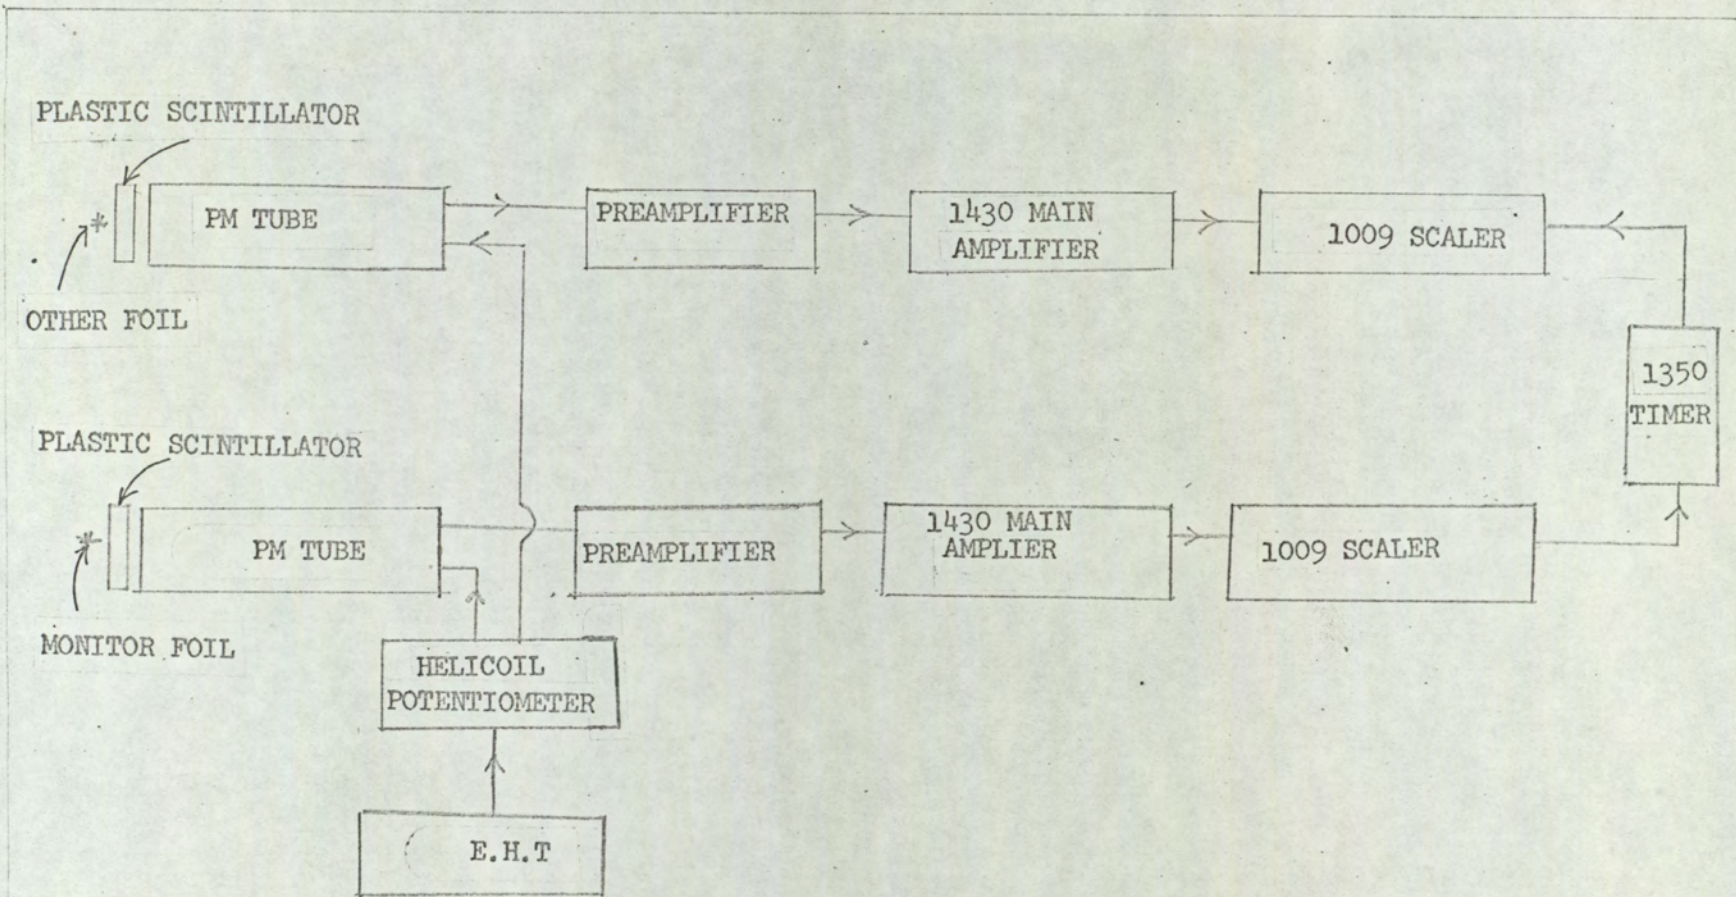 PLASTIC SCINTILLATOR
PM TUBE
PREAMPLIFIER
1430 MAIN
AMPLIFIER
1009 SCALER
OTHER FOIL
1350
TIMER
PLASTIC SCINTILLATOR
PM TUBE
PREAMPLIFIER
1430 MAIN
AMPLIER
1009 SCALER
MONITOR FOIL
HELICOIL
POTENTIOMETER
E.H.T